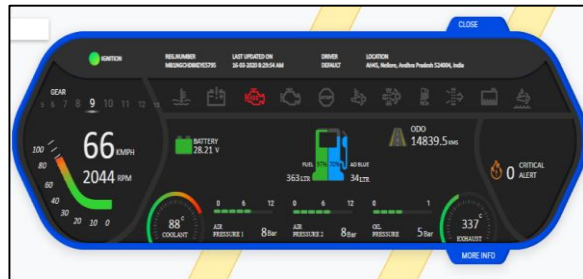 CLOSE
IGNITION
REG.NUMBER LAST UPDATED ON DRIVER LOCATION
16-03-2020 8:29:54 AM DEFAULT AH45, Nellore, Andhra Pradesh 524004, India
GEAR
5 6 7 8 9 10 11 12
STOP
66 KMPH
2044 RPM
100
80
60
40
30
20
10
0
BATTERY
28.21 V
FUEL AD BLUE
363 LTR 34 LTR
ODO
14839.5 KMS
0 CRITICAL
ALERT
88 °C
COOLANT
0 6 12
AIR
PRESSURE 1 8 Bar
0 6 12
AIR
PRESSURE 2 8 Bar
0 1
OIL
PRESSURE 5 Bar
337 °C
EXHAUST
MORE INFO